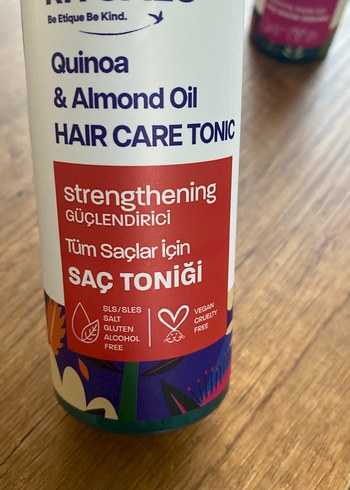 Be Etique Be Kind.
Quinoa
& Almond Oil
HAIR CARE TONIC
strengthening
GÜÇLENDİRİCİ
Tüm Saçlar İçin
SAÇ TONİĞİ
SLS/SLES
SALT
GLUTEN
ALCOHOL
FREE
VEGAN
CRUELTY
FREE